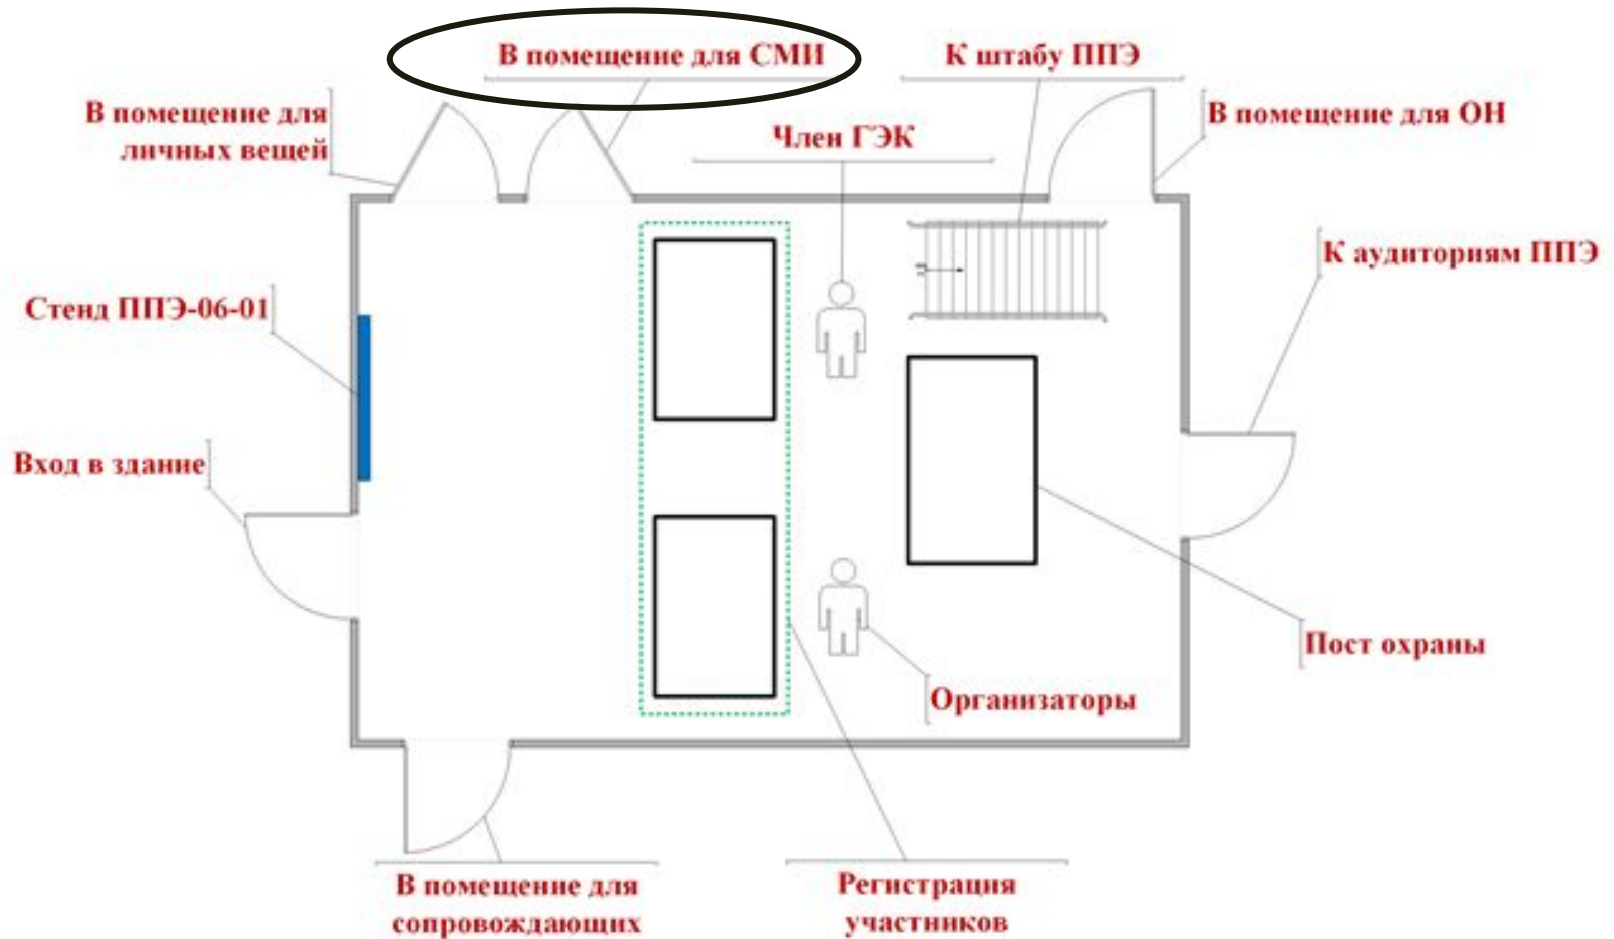 В помещение для СМИ
К штабу ППЭ
В помещение для
личных вещей
Член ГЭК
В помещение для ОН
К аудиториям ППЭ
Стенд ППЭ-06-01
Вход в здание
Пост охраны
Организаторы
В помещение для
сопровождающих
Регистрация
участников